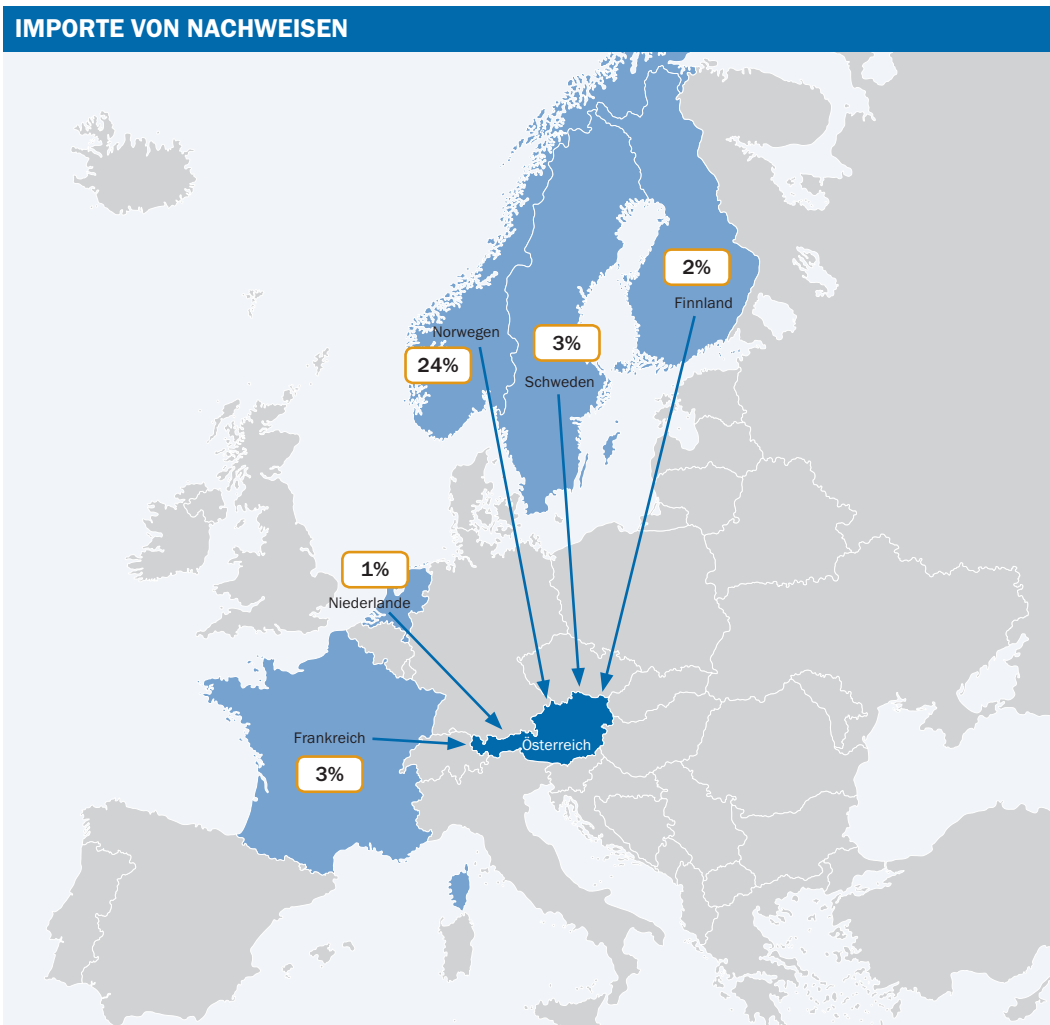 IMPORTE VON NACHWEISEN
2%
Finnland
Norwegen
24%
3%
Schweden
1%
Niederlande
Frankreich
3%
Österreich